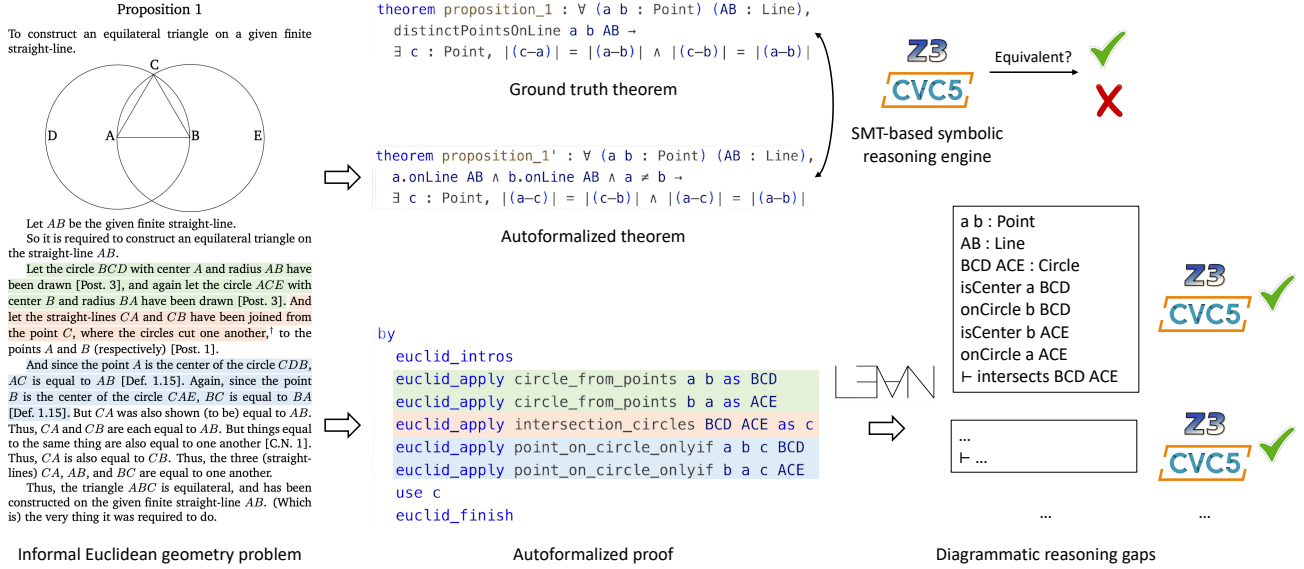 Proposition 1
To construct an equilateral triangle on a given finite
straight-line.
C
D
A
B
E
Let AB be the given finite straight-line.
So it is required to construct an equilateral triangle on
the straight-line AB.
Let the circle BCD with center A and radius AB have
been drawn [Post. 3], and again let the circle ACE with
center B and radius BA have been drawn [Post. 3]. And
let the straight-lines CA and CB have been joined from
the point C, where the circles cut one another,† to the
points A and B (respectively) [Post. 1].
And since the point A is the center of the circle CDB,
AC is equal to AB [Def. 1.15]. Again, since the point
B is the center of the circle CAE, BC is equal to BA
[Def. 1.15]. But CA was also shown (to be) equal to AB.
Thus, CA and CB are each equal to AB. But things equal
to the same thing are also equal to one another [C.N. 1].
Thus, CA is also equal to CB. Thus, the three (straight-
lines) CA, AB, and BC are equal to one another.
Thus, the triangle ABC is equilateral, and has been
constructed on the given finite straight-line AB. (Which
is) the very thing it was required to do.
Informal Euclidean geometry problem
theorem proposition_1 : ∀ (a b : Point) (AB : Line),
distinctPointsOnLine a b AB →
∃ c : Point, |(c—a)| = |(a—b)| ∧ |(c—b)| = |(a—b)|
Ground truth theorem
theorem proposition_1' : ∀ (a b : Point) (AB : Line),
a.onLine AB ∧ b.onLine AB ∧ a ≠ b →
∃ c : Point, |(a—c)| = |(c—b)| ∧ |(a—c)| = |(a—b)|
Autoformalized theorem
by
euclid_intros
euclid_apply circle_from_points a b as BCD
euclid_apply circle_from_points b a as ACE
euclid_apply intersection_circles BCD ACE as c
euclid_apply point_on_circle_onlyif a b c BCD
euclid_apply point_on_circle_onlyif b a c ACE
use c
euclid_finish
Autoformalized proof
Z3
CVC5
Equivalent?
SMT-based symbolic
reasoning engine
L∃∀N
a b : Point
AB : Line
BCD ACE : Circle
isCenter a BCD
onCircle b BCD
isCenter b ACE
onCircle a ACE
⊢ intersects BCD ACE
Z3
CVC5
...
⊢ ...
Z3
CVC5
...
...
Diagrammatic reasoning gaps